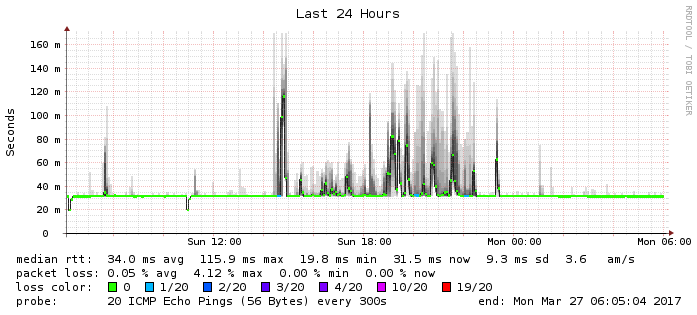 Last 24 Hours
RRDTOOL / TOBI OETIKER
Seconds
160 m
140 m
120 m
100 m
80 m
60 m
40 m
20 m
0
Sun 12:00 Sun 18:00 Mon 00:00 Mon 06:00
median rtt: 34.0 ms avg 115.9 ms max 19.8 ms min 31.5 ms now 9.3 ms sd 3.6 am/s
packet loss: 0.05 % avg 4.12 % max 0.00 % min 0.00 % now
loss color: 0 1/20 2/20 3/20 4/20 10/20 19/20
probe: 20 ICMP Echo Pings (56 Bytes) every 300s end: Mon Mar 27 06:05:04 2017